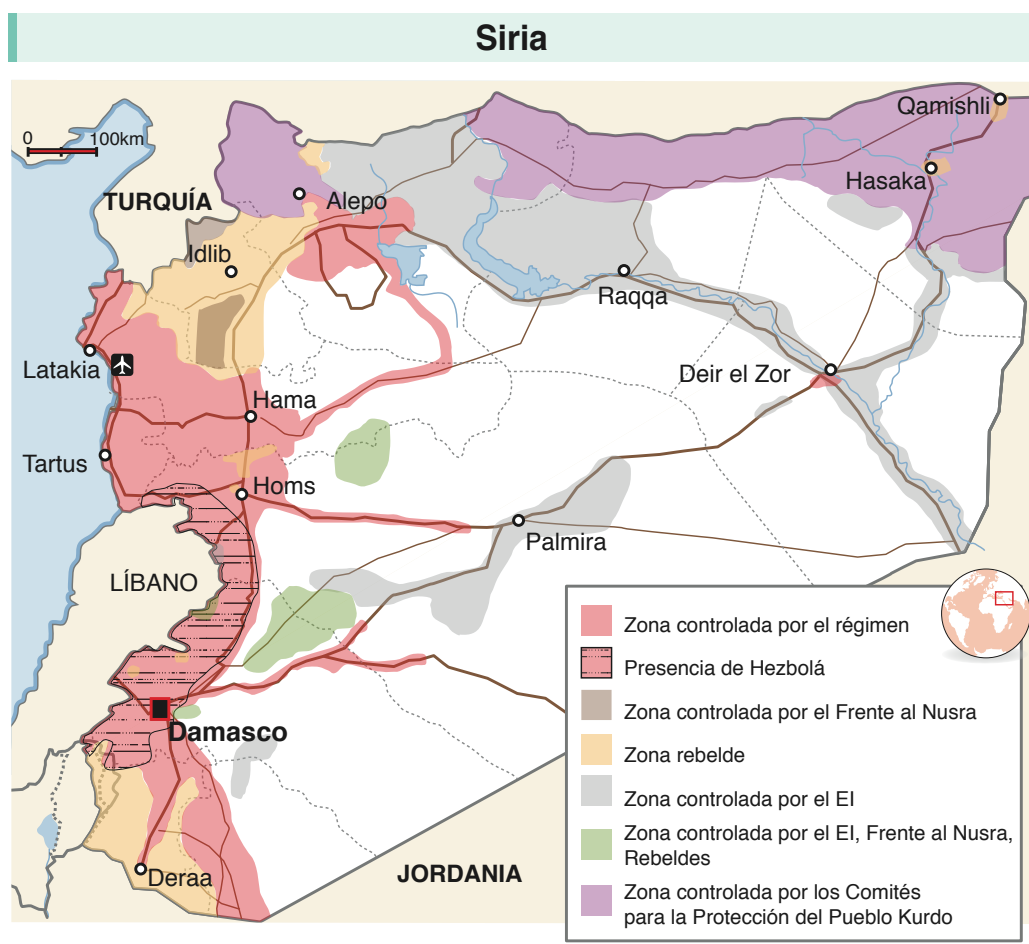 Siria
0 100km
Qamishli
Hasaka
TURQUÍA
Alepo
Idlib
Raqqa
Latakia
Deir el Zor
Hama
Tartus
Homs
Palmira
LÍBANO
Damasco
Deraa
JORDANIA
Zona controlada por el régimen
Presencia de Hezbolá
Zona controlada por el Frente al Nusra
Zona rebelde
Zona controlada por el EI
Zona controlada por el EI, Frente al Nusra,
Rebeldes
Zona controlada por los Comités
para la Protección del Pueblo Kurdo